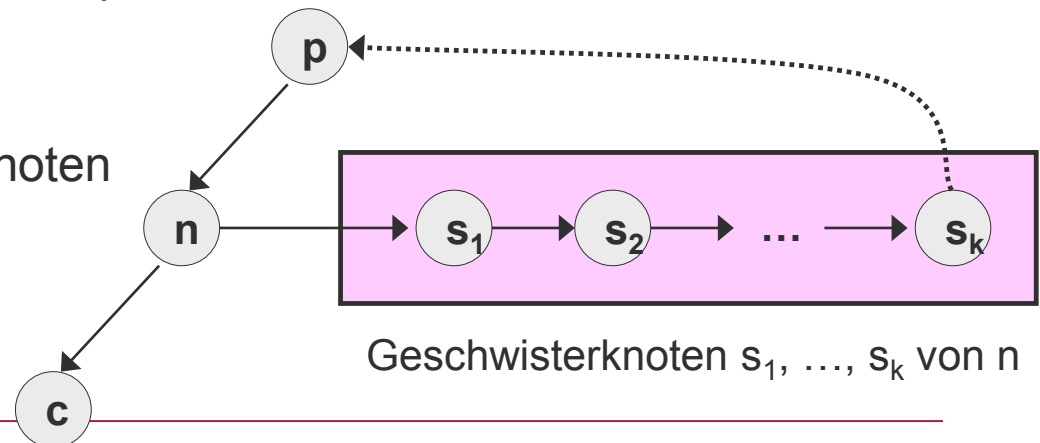 p
noten
n s₁ s₂ ... sₖ
Geschwisterknoten s₁, ..., sₖ von n
c